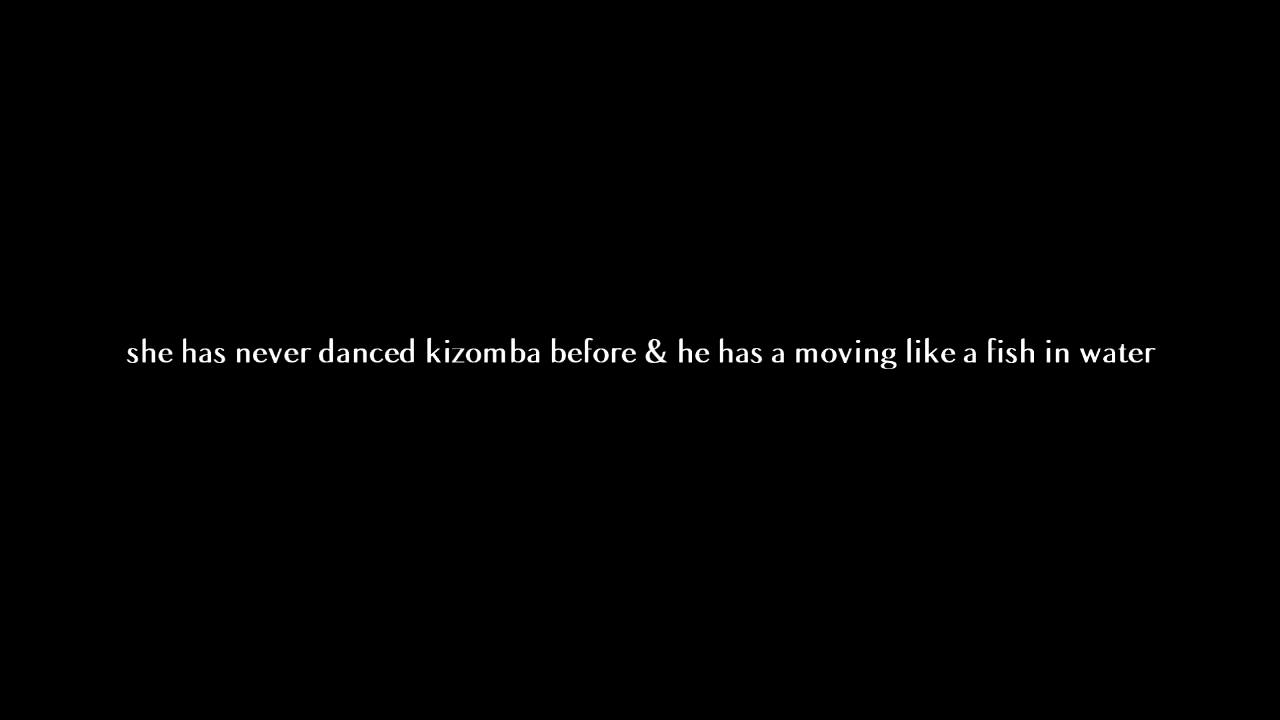 she has never danced kizomba before & he has a moving like a fish in water